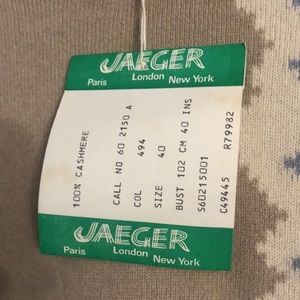 JAEGER
Paris London New York
100% CASHMERE
CALL NO 60 2150 A
COL 494
SIZE 40
BUST 102 CM 40 INS
S60215001
C49445 R79982
JAEGER
Paris London New York